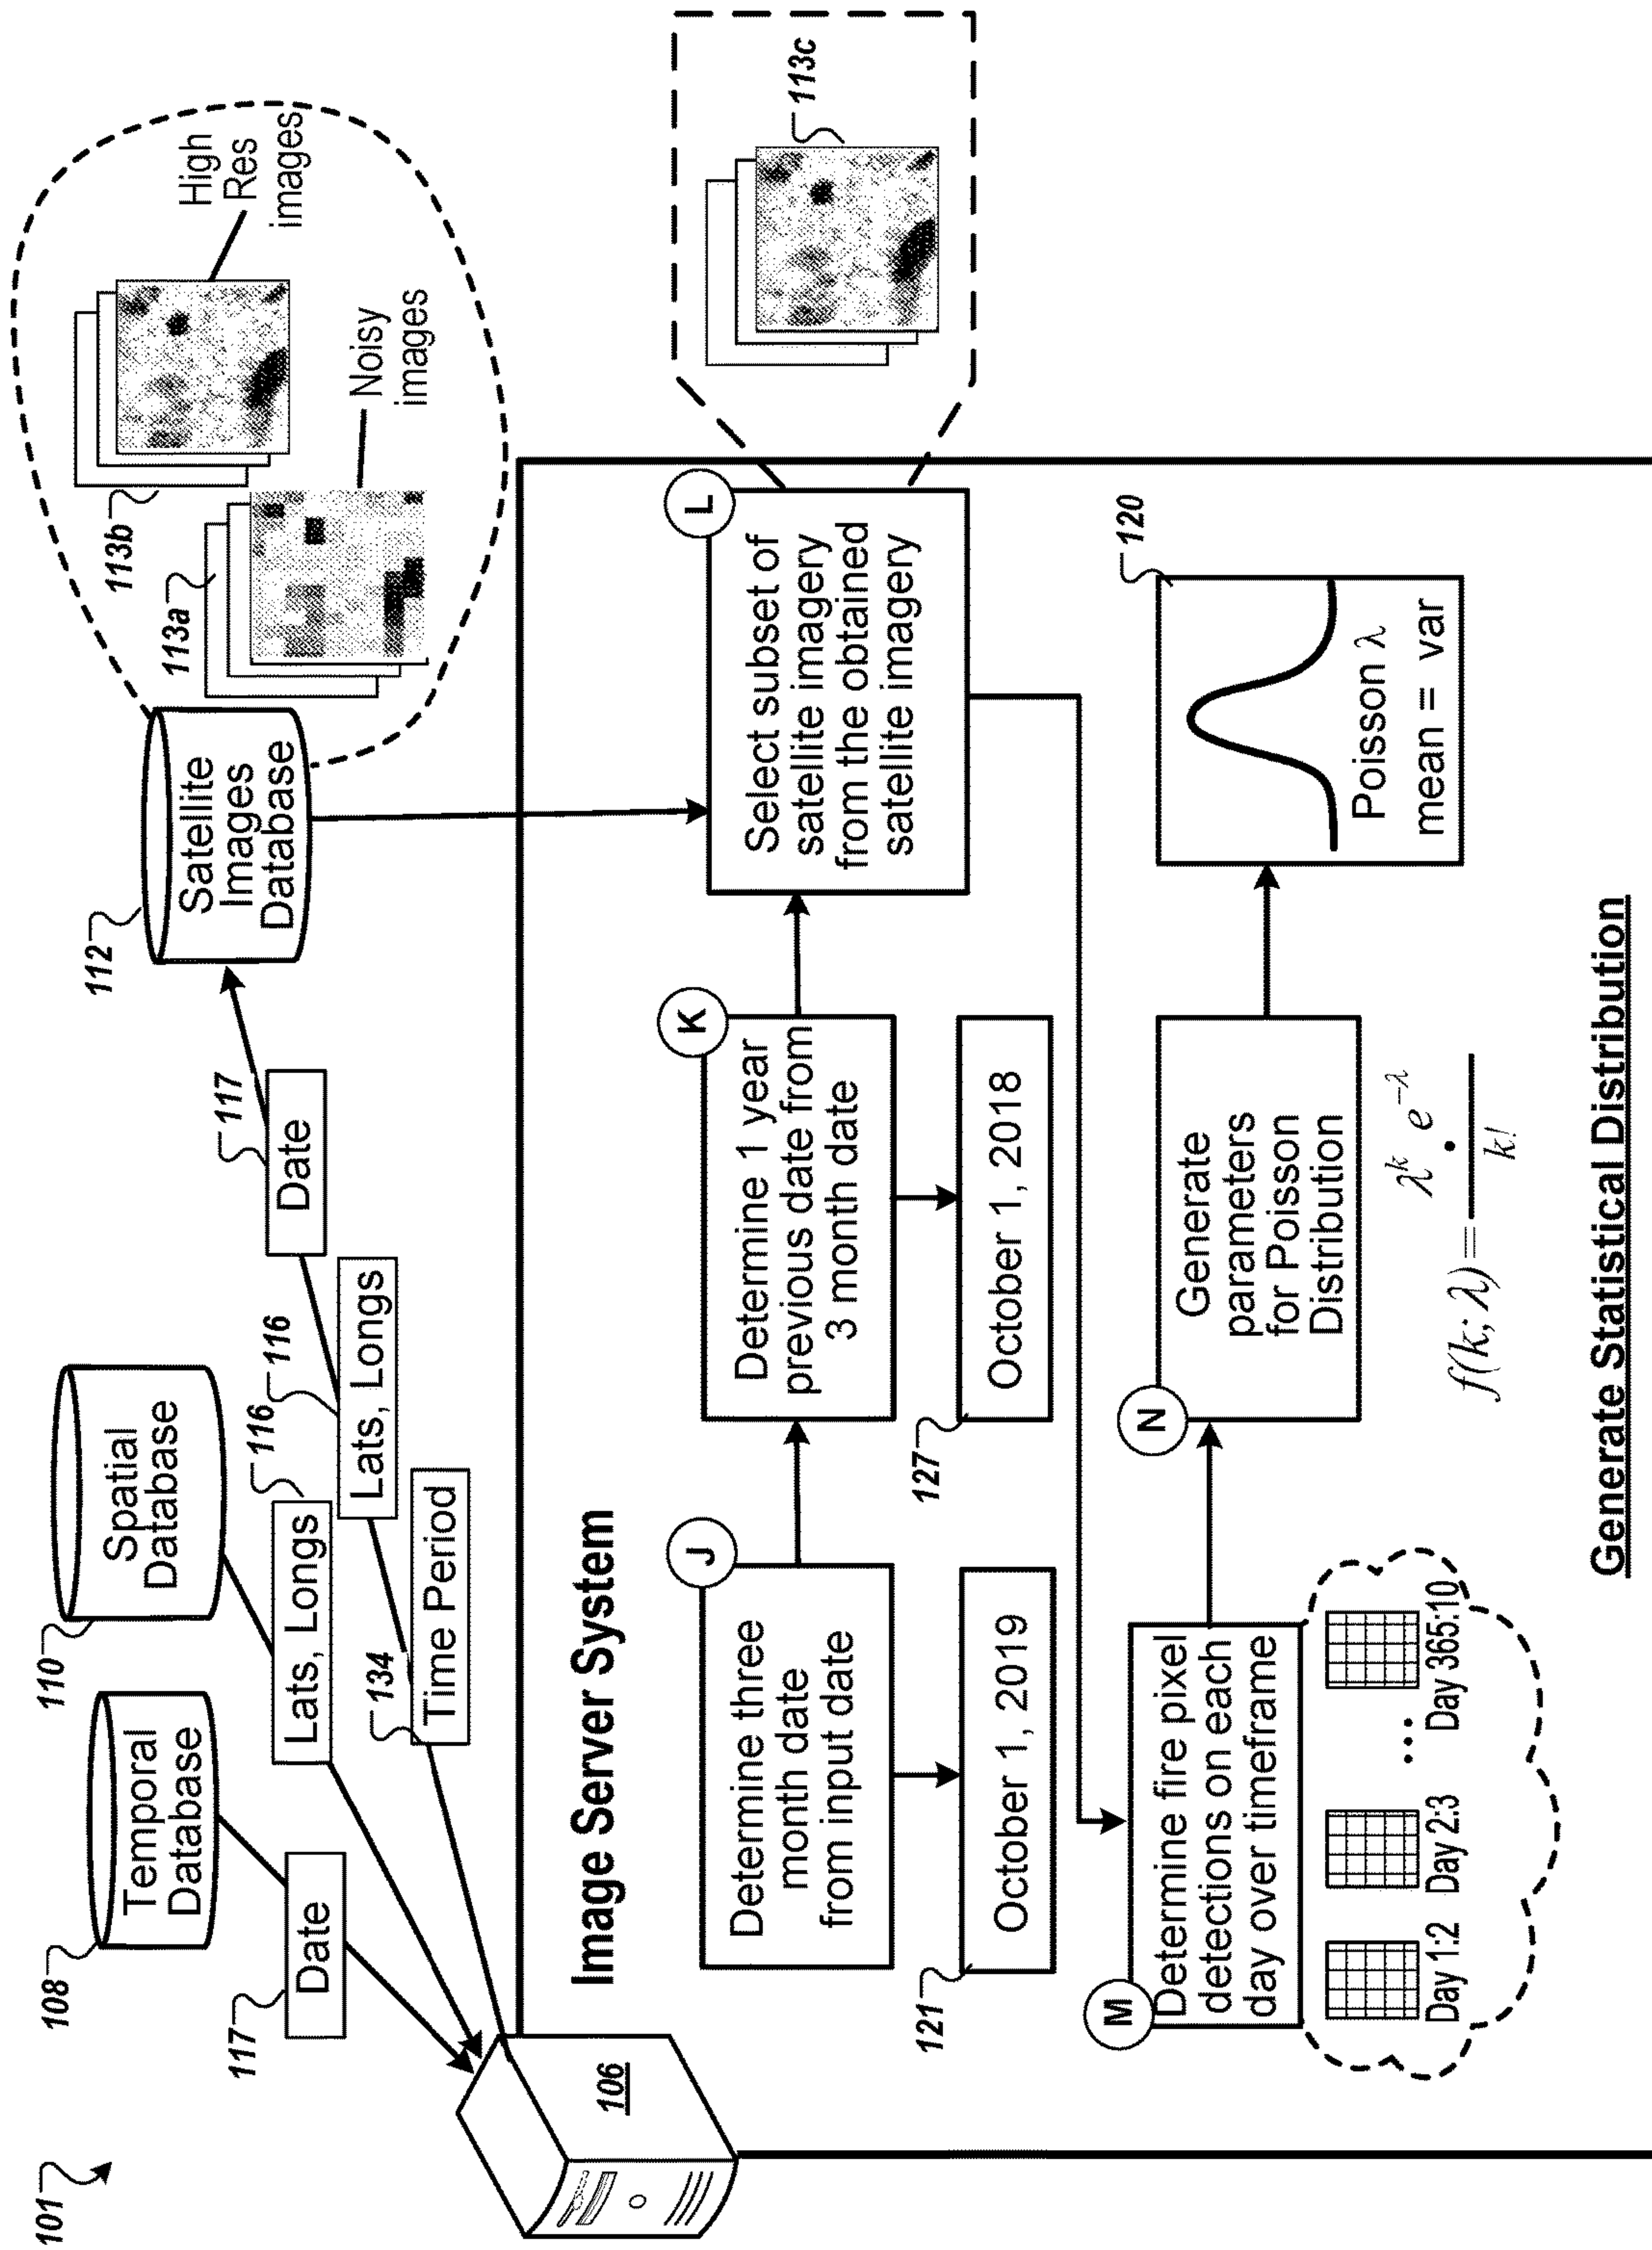 101
108
Temporal
Database
110
Spatial
Database
112
Satellite
Images
Database
113b
High
Res
images
113a
Noisy
images
117
Date
116
Lats, Longs
116
Lats, Longs
117
Date
134
Time Period
106
Image Server System
J
Determine three
month date
from input date
K
Determine 1 year
previous date from
3 month date
L
Select subset of
satellite imagery
from the obtained
satellite imagery
113c
121
October 1, 2019
127
October 1, 2018
M
Determine fire pixel
detections on each
day over timeframe
Day 1:2
Day 2:3
...
Day 365:10
N
Generate
parameters
for Poisson
Distribution
f(k; λ) = λ^k • e^−λ / k!
120
Poisson λ
mean = var
Generate Statistical Distribution